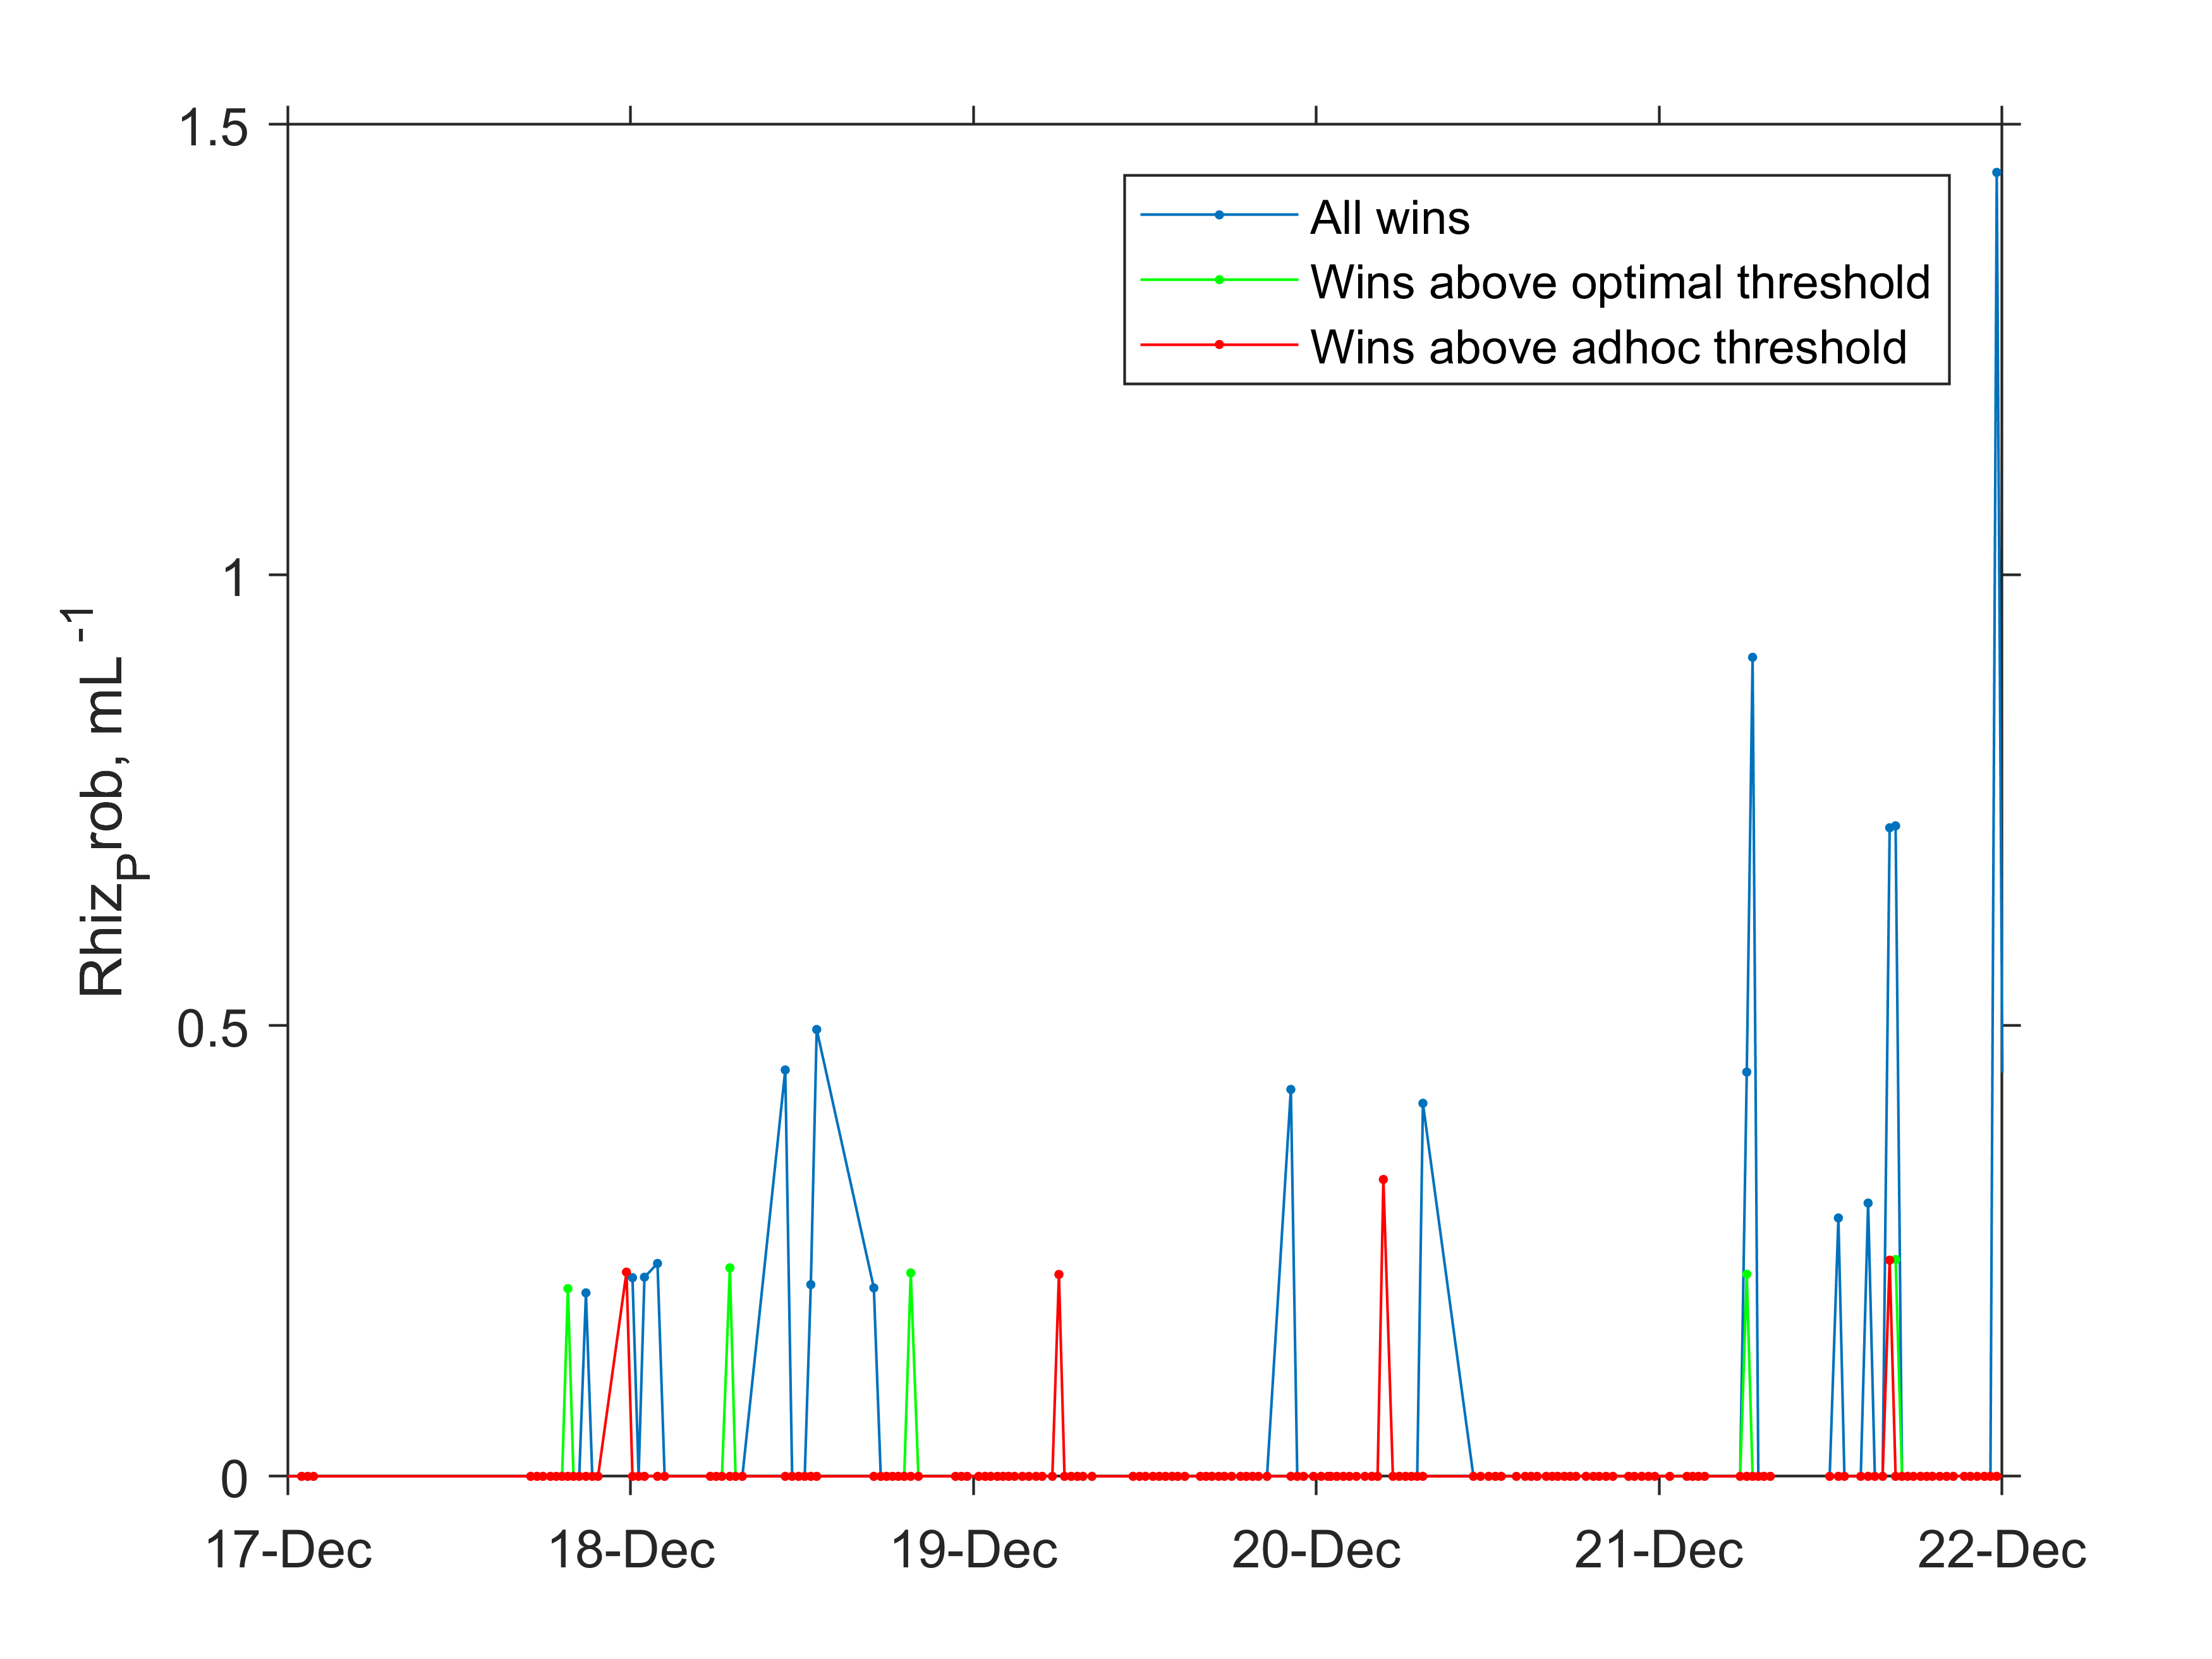 1.5
1
0.5
0
Rhiz_Prob, mL^-1
All wins
Wins above optimal threshold
Wins above adhoc threshold
17-Dec 18-Dec 19-Dec 20-Dec 21-Dec 22-Dec